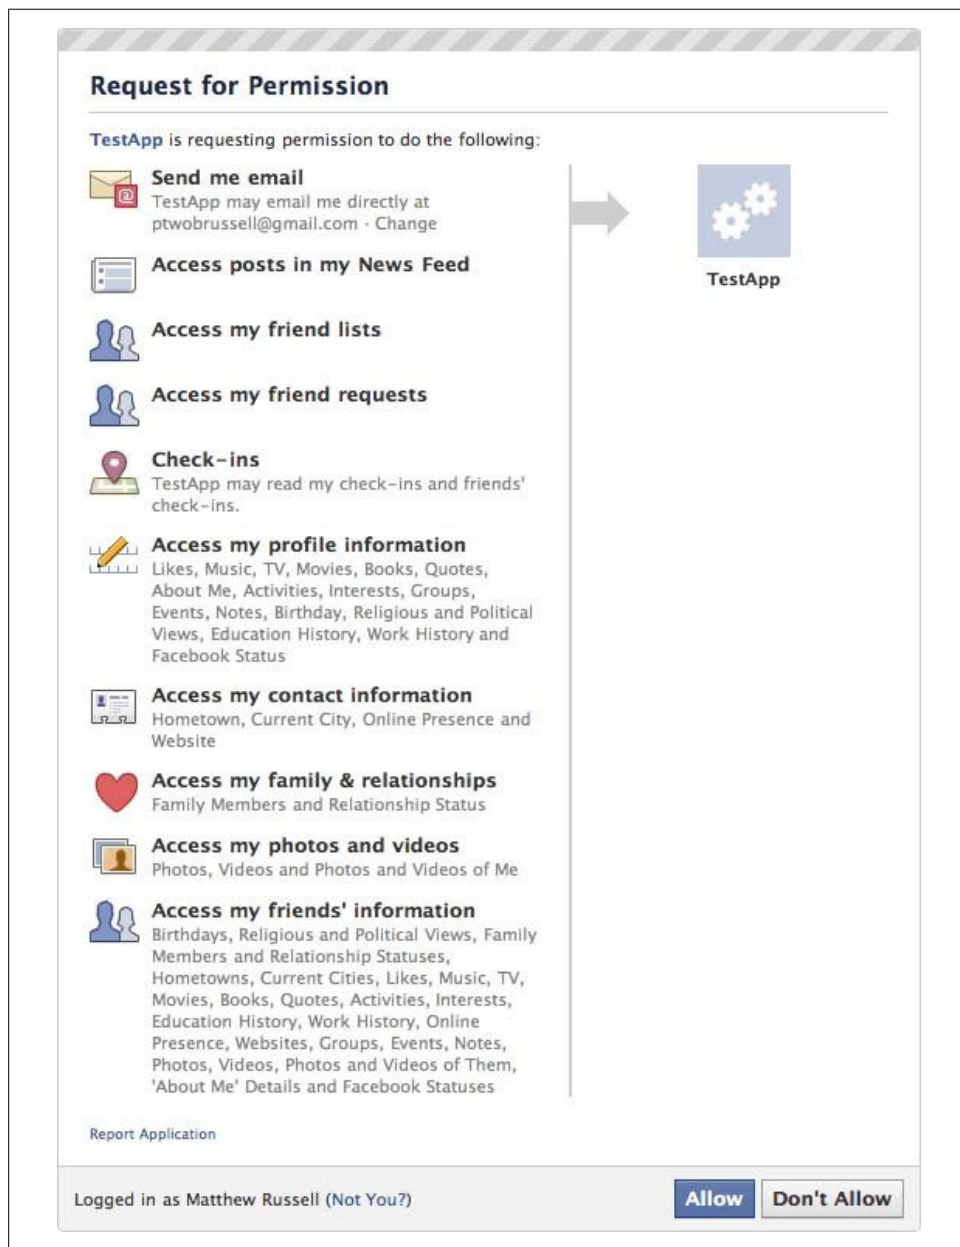 Request for Permission
TestApp is requesting permission to do the following:
Send me email
TestApp may email me directly at
ptwobrussell@gmail.com · Change
Access posts in my News Feed
Access my friend lists
Access my friend requests
Check-ins
TestApp may read my check-ins and friends'
check-ins.
Access my profile information
Likes, Music, TV, Movies, Books, Quotes,
About Me, Activities, Interests, Groups,
Events, Notes, Birthday, Religious and Political
Views, Education History, Work History and
Facebook Status
Access my contact information
Hometown, Current City, Online Presence and
Website
Access my family & relationships
Family Members and Relationship Status
Access my photos and videos
Photos, Videos and Photos and Videos of Me
Access my friends' information
Birthdays, Religious and Political Views, Family
Members and Relationship Statuses,
Hometowns, Current Cities, Likes, Music, TV,
Movies, Books, Quotes, Activities, Interests,
Education History, Work History, Online
Presence, Websites, Groups, Events, Notes,
Photos, Videos, Photos and Videos of Them,
'About Me' Details and Facebook Statuses
TestApp
Report Application
Logged in as Matthew Russell (Not You?)
Allow
Don't Allow